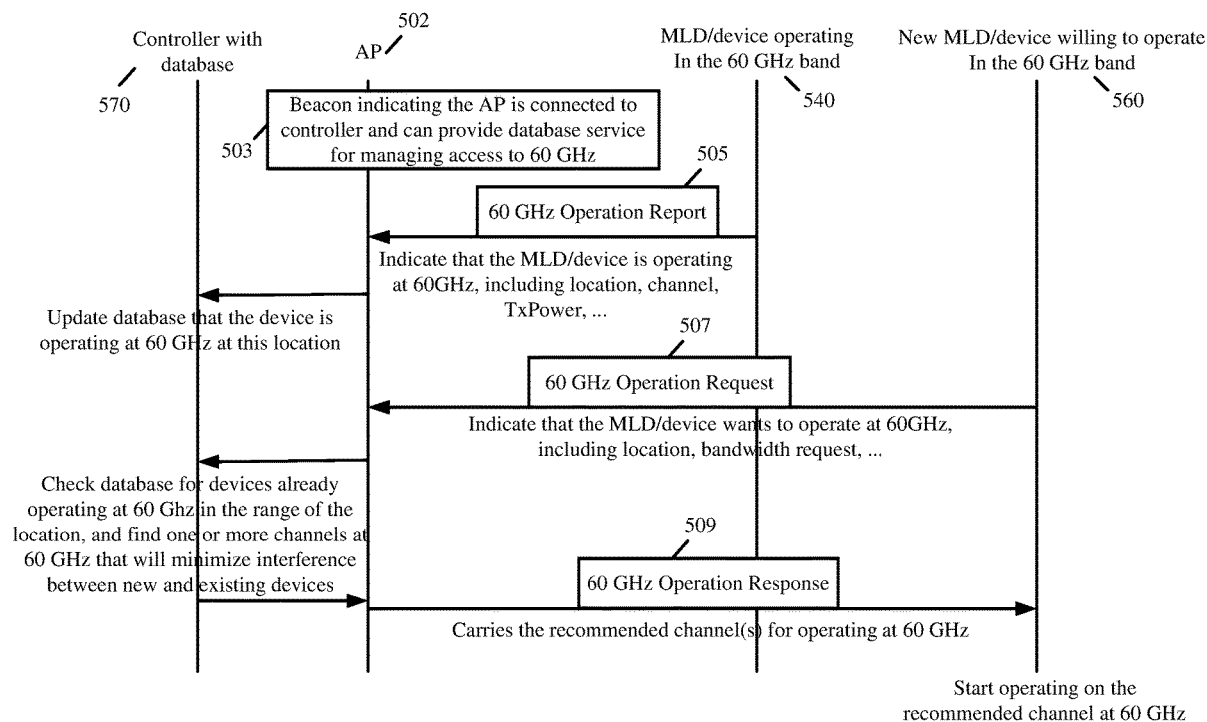 502
Controller with
database
AP
MLD/device operating
In the 60 GHz band
New MLD/device willing to operate
In the 60 GHz band
570
540
560
Beacon indicating the AP is connected to
controller and can provide database service
for managing access to 60 GHz
503
505
60 GHz Operation Report
Indicate that the MLD/device is operating
at 60GHz, including location, channel,
TxPower, ...
Update database that the device is
operating at 60 GHz at this location
507
60 GHz Operation Request
Indicate that the MLD/device wants to operate at 60GHz,
including location, bandwidth request, ...
Check database for devices already
operating at 60 Ghz in the range of the
location, and find one or more channels at
60 GHz that will minimize interference
between new and existing devices
509
60 GHz Operation Response
Carries the recommended channel(s) for operating at 60 GHz
Start operating on the
recommended channel at 60 GHz